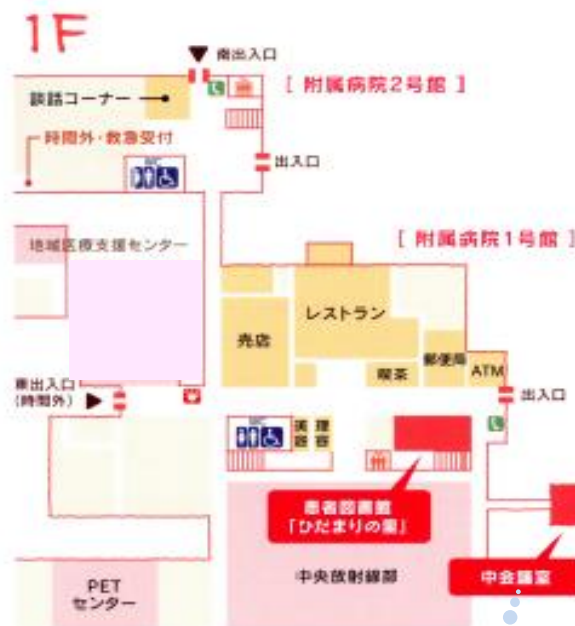 1F
南出入口
[ 附属病院2号館 ]
談話コーナー
時間外・救急受付
出入口
WC
地域医療支援センター
[ 附属病院1号館 ]
レストラン
売店
郵便局
喫茶
ATM
東出入口
(時間外)
出入口
WC
美容
理容
患者図書館
「ひだまりの里」
中央放射線部
中会議室
PET
センター